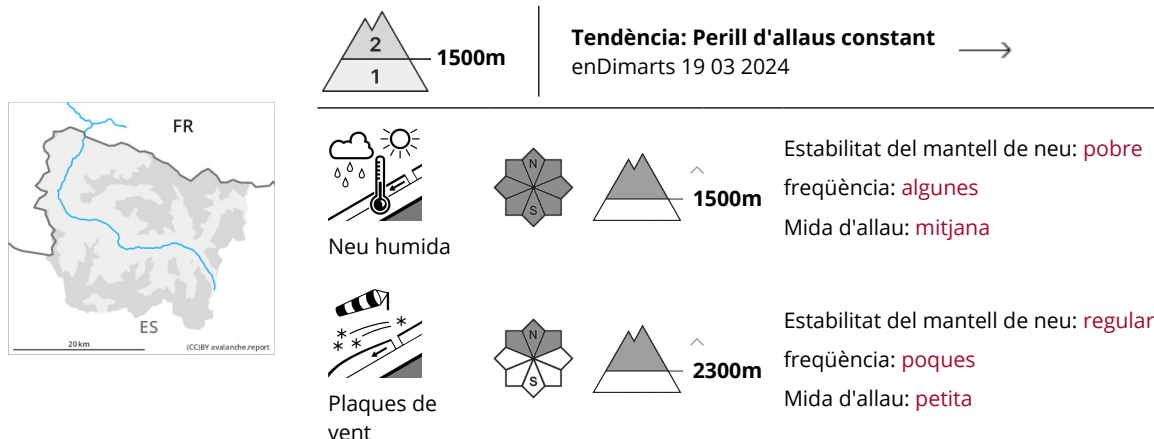 2
1500m
1
Tendència: Perill d'allaus constant
enDimarts 19 03 2024
FR
ES
20 km
(CC)BY avalanche.report
Neu humida
N
S
1500m
Estabilitat del mantell de neu: pobre
freqüència: algunes
Mida d'allau: mitjana
Plaques de
vent
N
S
2300m
Estabilitat del mantell de neu: regular
freqüència: poques
Mida d'allau: petita